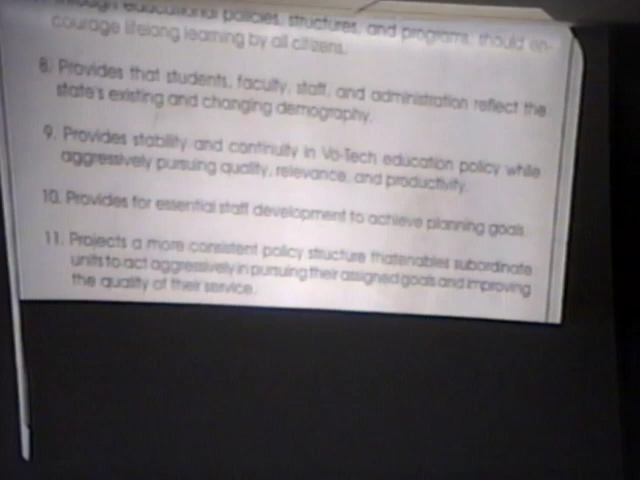 through educational policies, structures, and programs, should en-
courage lifelong learning by all citizens.
8. Provides that students, faculty, staff, and administration reflect the
state's existing and changing demography.
9. Provides stability and continuity in Vo-Tech education policy while
aggressively pursuing quality, relevance, and productivity.
10. Provides for essential staff development to achieve planning goals.
11. Projects a more consistent policy structure thatenables subordinate
units to act aggressively in pursuing their assigned goals and improving
the quality of their service.